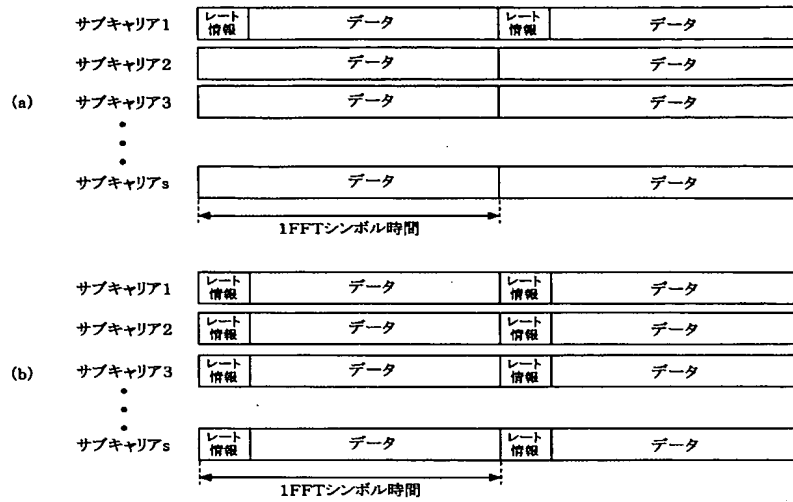 サブキャリア1 レート情報 データ レート情報 データ
サブキャリア2 データ データ
(a) サブキャリア3 データ データ
サブキャリアs データ データ
1FFTシンボル時間
サブキャリア1 レート情報 データ レート情報 データ
サブキャリア2 レート情報 データ レート情報 データ
(b) サブキャリア3 レート情報 データ レート情報 データ
サブキャリアs レート情報 データ レート情報 データ
1FFTシンボル時間